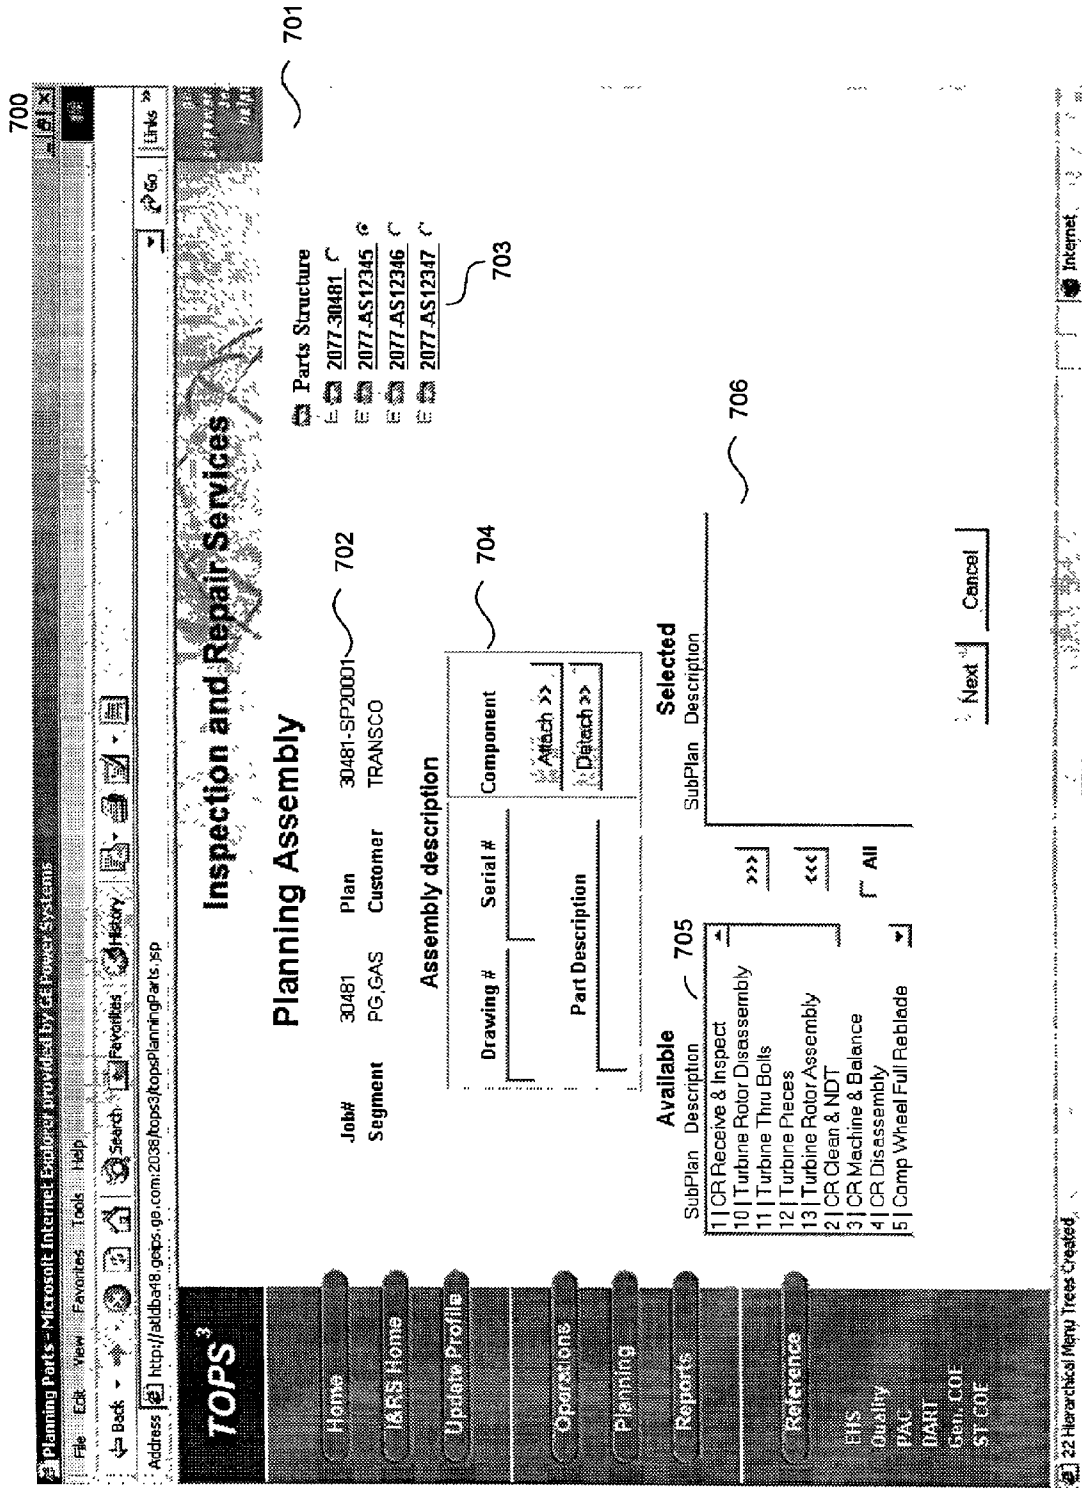 700
Planning Parts - Microsoft Internet Explorer provided by GE Power Systems
File Edit View Favorites Tools Help
Back Search Favorites History
Address http://atldba48.geips.ge.com:2038/tops3/topsPlanningParts.jsp Go Links »
TOPS3
Inspection and Repair Services
Home
I&RS Home
Update Profile
Operations
Planning
Reports
Reference
EHS
Quality
PAC
DART
Gen. COE
ST COE
701
Planning Assembly
Job# 30481 Plan 30481-SP20001 702
Segment PG,GAS Customer TRANSCO
Parts Structure
2077-30481
2077-AS12345
2077-AS12346
2077-AS12347
703
Assembly description
Drawing # Serial # Component 704
Attach >>
Detach >>
Part Description
Available
SubPlan Description 705
1 | CR Receive & Inspect
10 | Turbine Rotor Disassembly
11 | Turbine Thru Bolts
12 | Turbine Pieces
13 | Turbine Rotor Assembly
2 | CR Clean & NDT
3 | CR Machine & Balance
4 | CR Disassembly
5 | Comp Wheel Full Reblade
>>>
<<<
All
Selected
SubPlan Description
706
Next Cancel
22 Hierarchical Menu Trees Created Internet